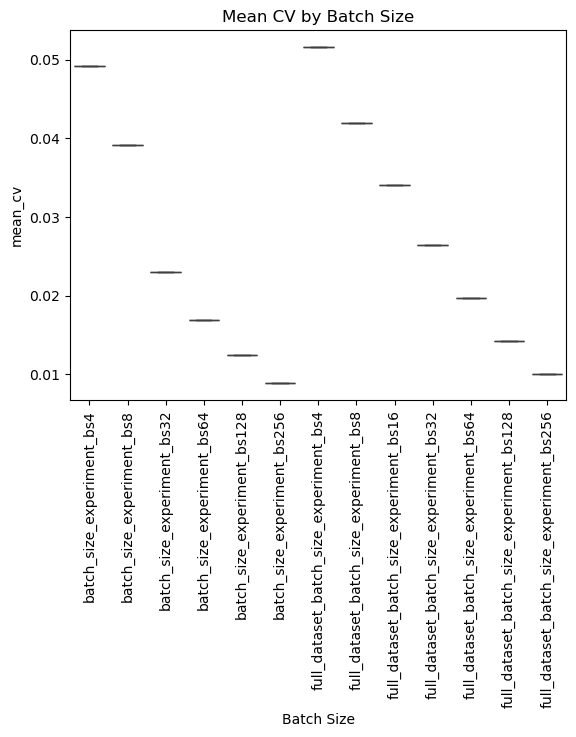 Mean CV by Batch Size
mean_cv
0.05
0.04
0.03
0.02
0.01
batch_size_experiment_bs4
batch_size_experiment_bs8
batch_size_experiment_bs32
batch_size_experiment_bs64
batch_size_experiment_bs128
batch_size_experiment_bs256
full_dataset_batch_size_experiment_bs4
full_dataset_batch_size_experiment_bs8
full_dataset_batch_size_experiment_bs16
full_dataset_batch_size_experiment_bs32
full_dataset_batch_size_experiment_bs64
full_dataset_batch_size_experiment_bs128
full_dataset_batch_size_experiment_bs256
Batch Size